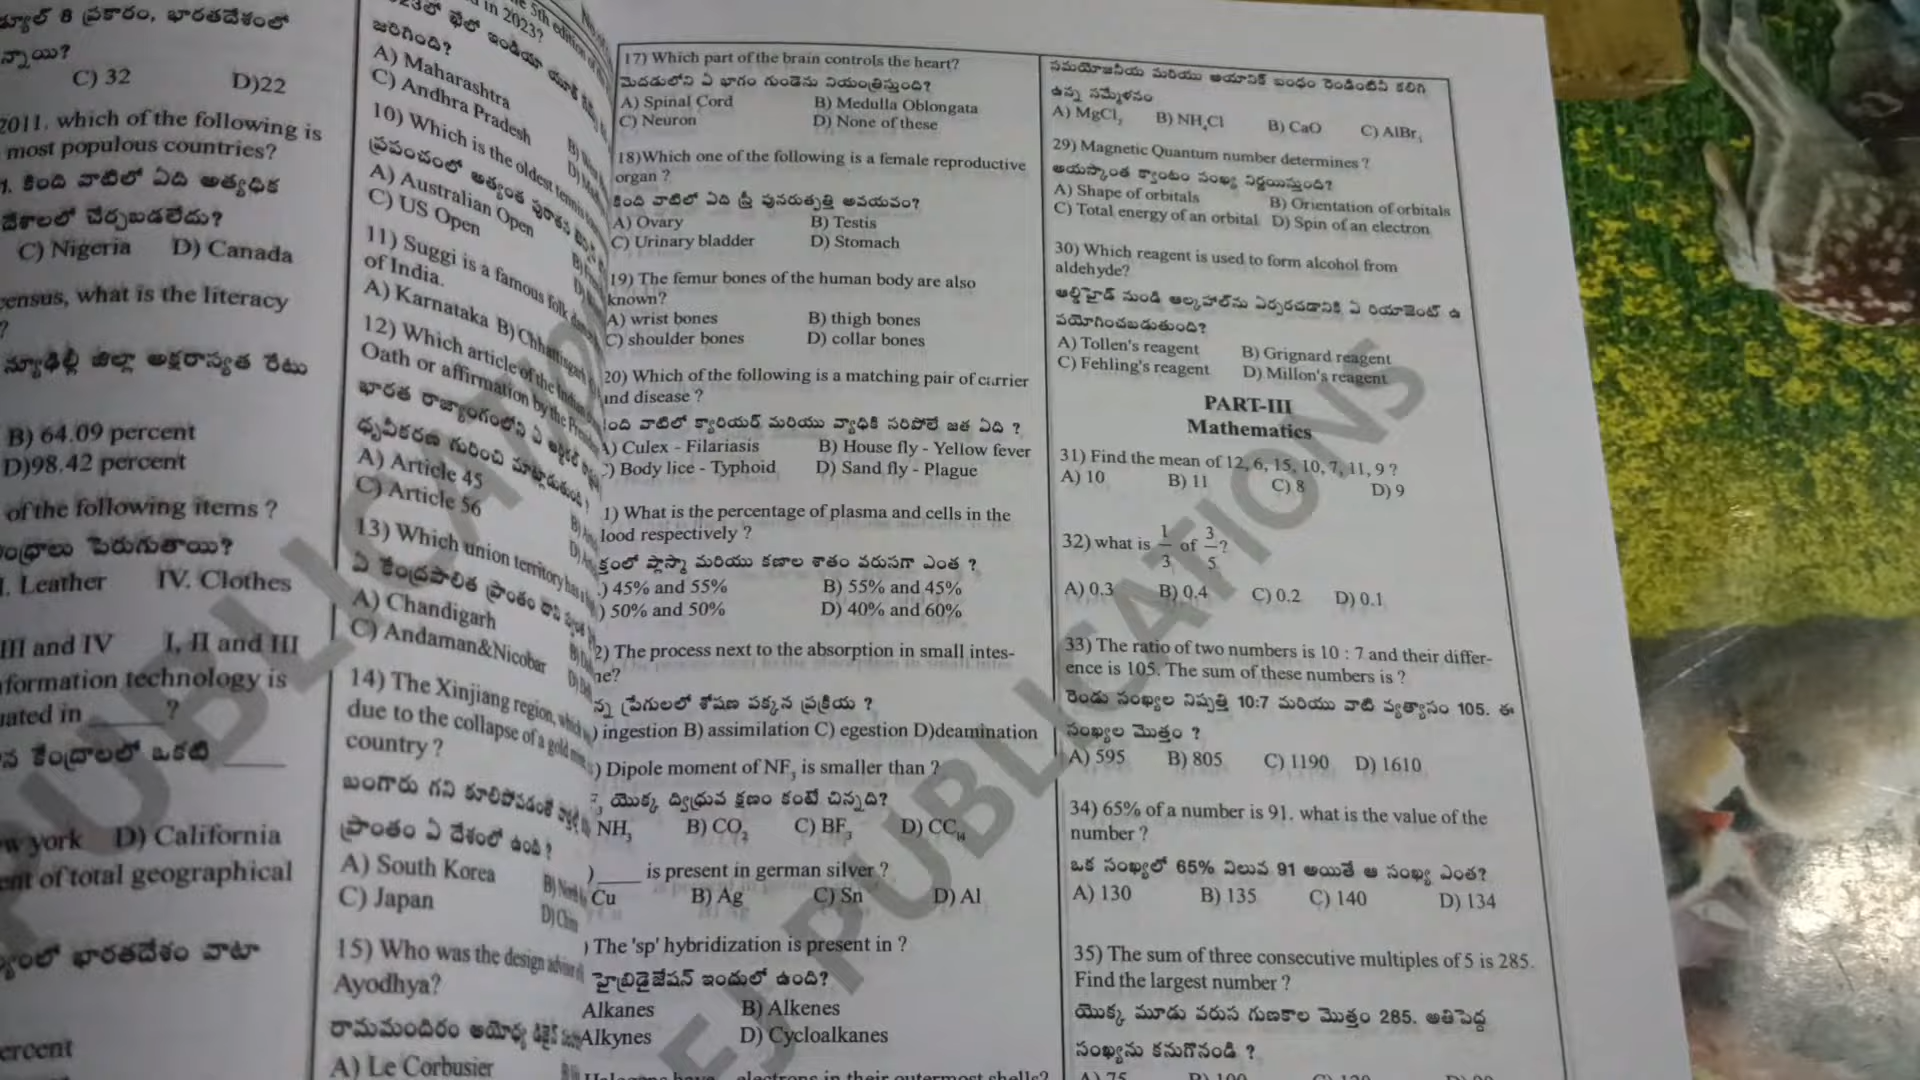 డ్యూల్ 8 ప్రకారం, భారతదేశంలో
న్నాయి?
C) 32 D)22
2011. which of the following is
most populous countries?
కింది వాటిలో ఏది అత్యధిక
దేశాలలో చేర్చబడలేదు?
C) Nigeria D) Canada
census, what is the literacy
?
న్యూఢిల్లీ జిల్లా అక్షరాస్యత రేటు
B) 64.09 percent
D)98.42 percent
of the following items ?
పెరుగుతాయి?
Leather IV. Clothes
III and IV I, II and III
formation technology is
uated in _____ ?
న కేంద్రాలలో ఒకటి _____
w york D) California
ent of total geographical
భారతదేశం వాటా
ercent
5th edition of
in 2023?
లో ఖేలో ఇండియా యూత్
జరిగింది?
A) Maharashtra
C) Andhra Pradesh
10) Which is the oldest tennis
ప్రపంచంలో అత్యంత పురాతన
A) Australian Open
C) US Open
11) Suggi is a famous folk dance
of India.
A) Karnataka B) Chhattisgarh
12) Which article of the Indian
Oath or affirmation by the
భారత రాజ్యాంగంలోని ఏ ఆర్టికల్
ధృవీకరణ గురించి మాట్లాడుతుంది?
A) Article 45
C) Article 56
13) Which union territory has
ఏ కేంద్రపాలిత ప్రాంతం
A) Chandigarh
C) Andaman&Nicobar
14) The Xinjiang region, which
due to the collapse of a gold mine,
country ?
బంగారు గని కూలిపోవడంతో
ప్రాంతం ఏ దేశంలో ఉంది?
A) South Korea
C) Japan
15) Who was the design
Ayodhya?
రామమందిరం అయోధ్య
A) Le Corbusier
17) Which part of the brain controls the heart?
మెదడులోని ఏ భాగం గుండెను నియంత్రిస్తుంది?
A) Spinal Cord B) Medulla Oblongata
C) Neuron D) None of these
18)Which one of the following is a female reproductive
organ ?
కింది వాటిలో ఏది స్త్రీ పునరుత్పత్తి అవయవం?
A) Ovary B) Testis
C) Urinary bladder D) Stomach
19) The femur bones of the human body are also
known?
A) wrist bones B) thigh bones
C) shoulder bones D) collar bones
20) Which of the following is a matching pair of carrier
und disease ?
ంది వాటిలో క్యారియర్ మరియు వ్యాధికి సరిపోలే జత ఏది ?
A) Culex - Filariasis B) House fly - Yellow fever
C) Body lice - Typhoid D) Sand fly - Plague
1) What is the percentage of plasma and cells in the
lood respectively ?
క్తంలో ప్లాస్మా మరియు కణాల శాతం వరుసగా ఎంత ?
) 45% and 55% B) 55% and 45%
) 50% and 50% D) 40% and 60%
2) The process next to the absorption in small intes-
ne?
న్న ప్రేగులలో శోషణ పక్కన ప్రక్రియ ?
) ingestion B) assimilation C) egestion D)deamination
) Dipole moment of NF₃ is smaller than ?
యొక్క ద్విధ్రువ క్షణం కంటే చిన్నది?
NH₃ B) CO₂ C) BF₃ D) CC
)_____ is present in german silver ?
Cu B) Ag C) Sn D) Al
) The 'sp' hybridization is present in ?
హైబ్రిడైజేషన్ ఇందులో ఉంది?
Alkanes B) Alkenes
Alkynes D) Cycloalkanes
Halogens have _ electrons in their outermost shells?
సమయోజనీయ మరియు అయానిక్ బంధం రెండింటినీ కలిగి
ఉన్న సమ్మేళనం
A) MgCl₂ B) NH₄Cl B) CaO C) AlBr₃
29) Magnetic Quantum number determines ?
అయస్కాంత క్వాంటం సంఖ్య నిర్ణయిస్తుంది?
A) Shape of orbitals B) Orientation of orbitals
C) Total energy of an orbital D) Spin of an electron
30) Which reagent is used to form alcohol from
aldehyde?
ఆల్డిహైడ్ నుండి ఆల్కహాల్‌ను ఏర్పరచడానికి ఏ రియాజెంట్ ఉ
పయోగించబడుతుంది?
A) Tollen's reagent B) Grignard reagent
C) Fehling's reagent D) Millon's reagent
PART-III
Mathematics
31) Find the mean of 12, 6, 15, 10, 7, 11, 9 ?
A) 10 B) 11 C) 8 D) 9
32) what is 1/3 of 3/5?
A) 0.3 B) 0.4 C) 0.2 D) 0.1
33) The ratio of two numbers is 10 : 7 and their differ-
ence is 105. The sum of these numbers is ?
రెండు సంఖ్యల నిష్పత్తి 10:7 మరియు వాటి వ్యత్యాసం 105. ఈ
సంఖ్యల మొత్తం ?
A) 595 B) 805 C) 1190 D) 1610
34) 65% of a number is 91. what is the value of the
number ?
ఒక సంఖ్యలో 65% విలువ 91 అయితే ఆ సంఖ్య ఎంత?
A) 130 B) 135 C) 140 D) 134
35) The sum of three consecutive multiples of 5 is 285.
Find the largest number ?
యొక్క మూడు వరుస గుణకాల మొత్తం 285. అతిపెద్ద
సంఖ్యను కనుగొనండి ?
A) 75 B) 100
PUBLICATIONS